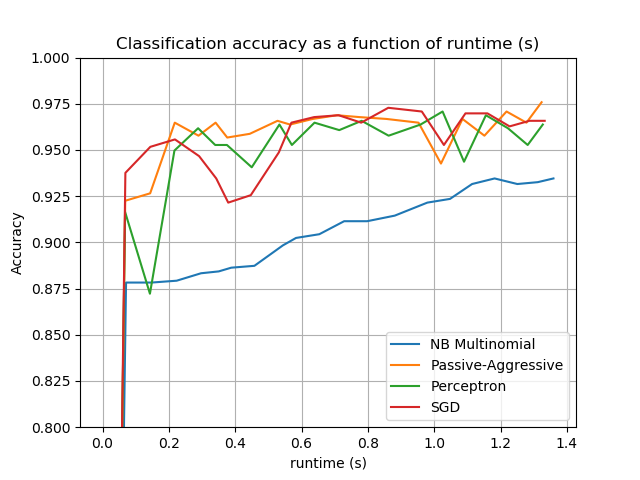 Classification accuracy as a function of runtime (s)
1.000
0.975
0.950
0.925
0.900
0.875
0.850
0.825
0.800
Accuracy
0.0 0.2 0.4 0.6 0.8 1.0 1.2 1.4
runtime (s)
NB Multinomial
Passive-Aggressive
Perceptron
SGD